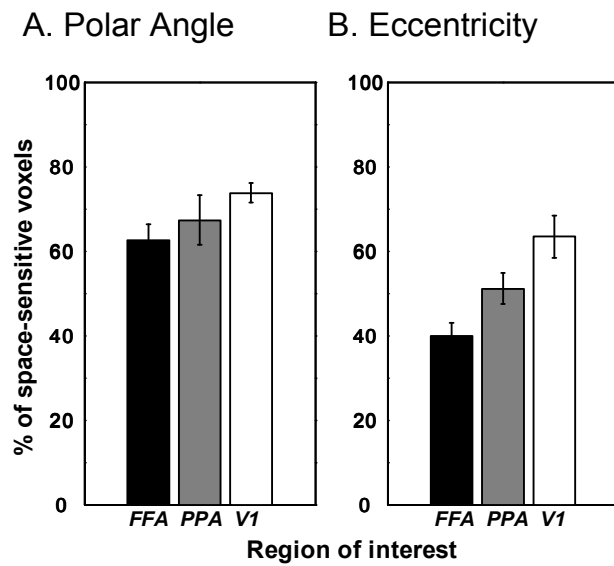 A. Polar Angle
B. Eccentricity
% of space-sensitive voxels
100
80
60
40
20
0
FFA PPA V1
100
80
60
40
20
0
FFA PPA V1
Region of interest